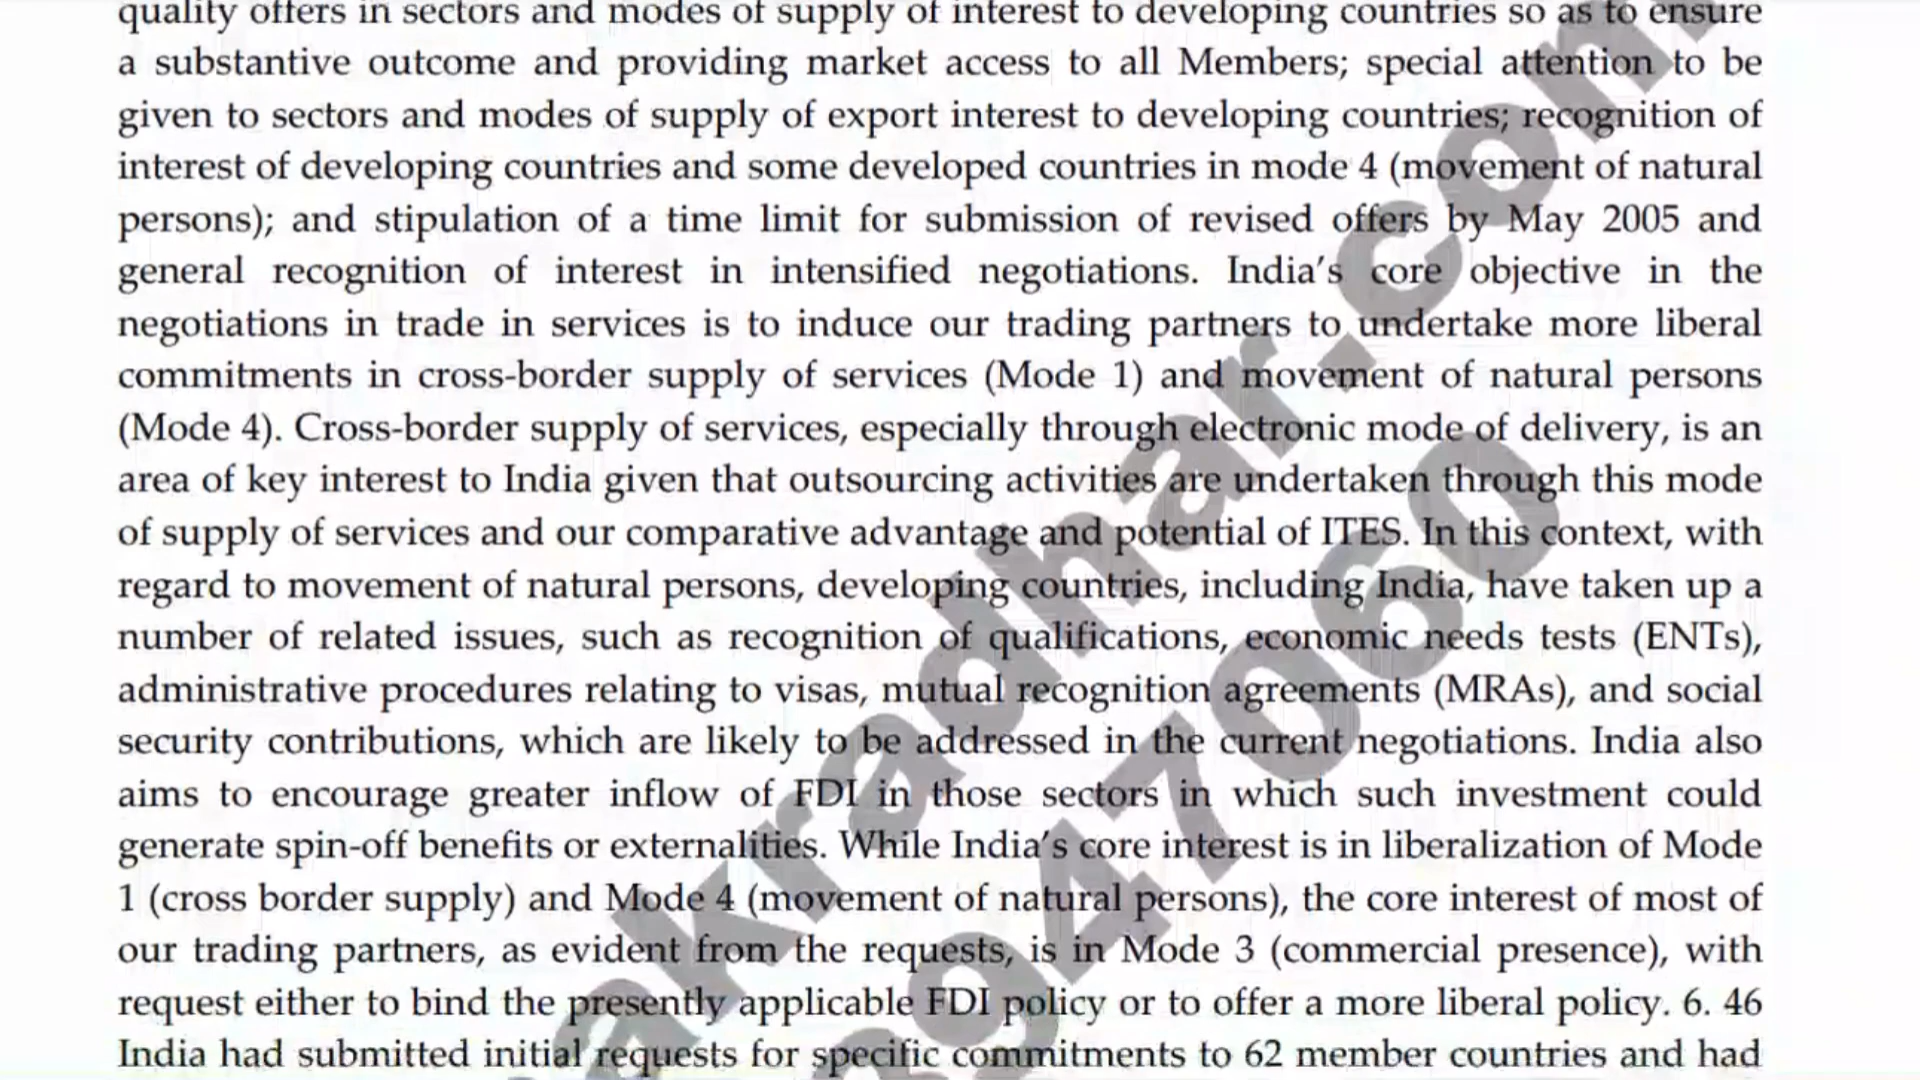 quality offers in sectors and modes of supply of interest to developing countries so as to ensure
a substantive outcome and providing market access to all Members; special attention to be
given to sectors and modes of supply of export interest to developing countries; recognition of
interest of developing countries and some developed countries in mode 4 (movement of natural
persons); and stipulation of a time limit for submission of revised offers by May 2005 and
general recognition of interest in intensified negotiations. India's core objective in the
negotiations in trade in services is to induce our trading partners to undertake more liberal
commitments in cross-border supply of services (Mode 1) and movement of natural persons
(Mode 4). Cross-border supply of services, especially through electronic mode of delivery, is an
area of key interest to India given that outsourcing activities are undertaken through this mode
of supply of services and our comparative advantage and potential of ITES. In this context, with
regard to movement of natural persons, developing countries, including India, have taken up a
number of related issues, such as recognition of qualifications, economic needs tests (ENTs),
administrative procedures relating to visas, mutual recognition agreements (MRAs), and social
security contributions, which are likely to be addressed in the current negotiations. India also
aims to encourage greater inflow of FDI in those sectors in which such investment could
generate spin-off benefits or externalities. While India's core interest is in liberalization of Mode
1 (cross border supply) and Mode 4 (movement of natural persons), the core interest of most of
our trading partners, as evident from the requests, is in Mode 3 (commercial presence), with
request either to bind the presently applicable FDI policy or to offer a more liberal policy. 6. 46
India had submitted initial requests for specific commitments to 62 member countries and had
akradhar.com
3947060